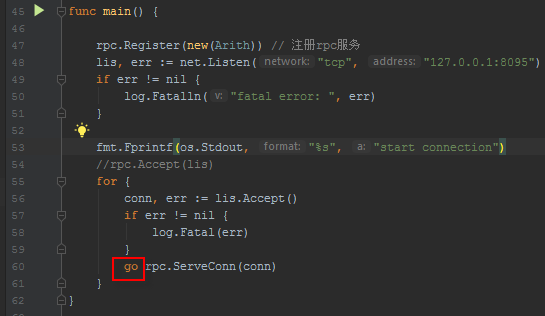 45 func main() {
46
47 rpc.Register(new(Arith)) // 注册rpc服务
48 lis, err := net.Listen( network: "tcp", address: "127.0.0.1:8095")
49 if err != nil {
50 log.Fatalln( v: "fatal error: ", err)
51 }
52
53 fmt.Fprintf(os.Stdout, format: "%s", a: "start connection")
54 //rpc.Accept(lis)
55 for {
56 conn, err := lis.Accept()
57 if err != nil {
58 log.Fatal(err)
59 }
60 go rpc.ServeConn(conn)
61 }
62 }